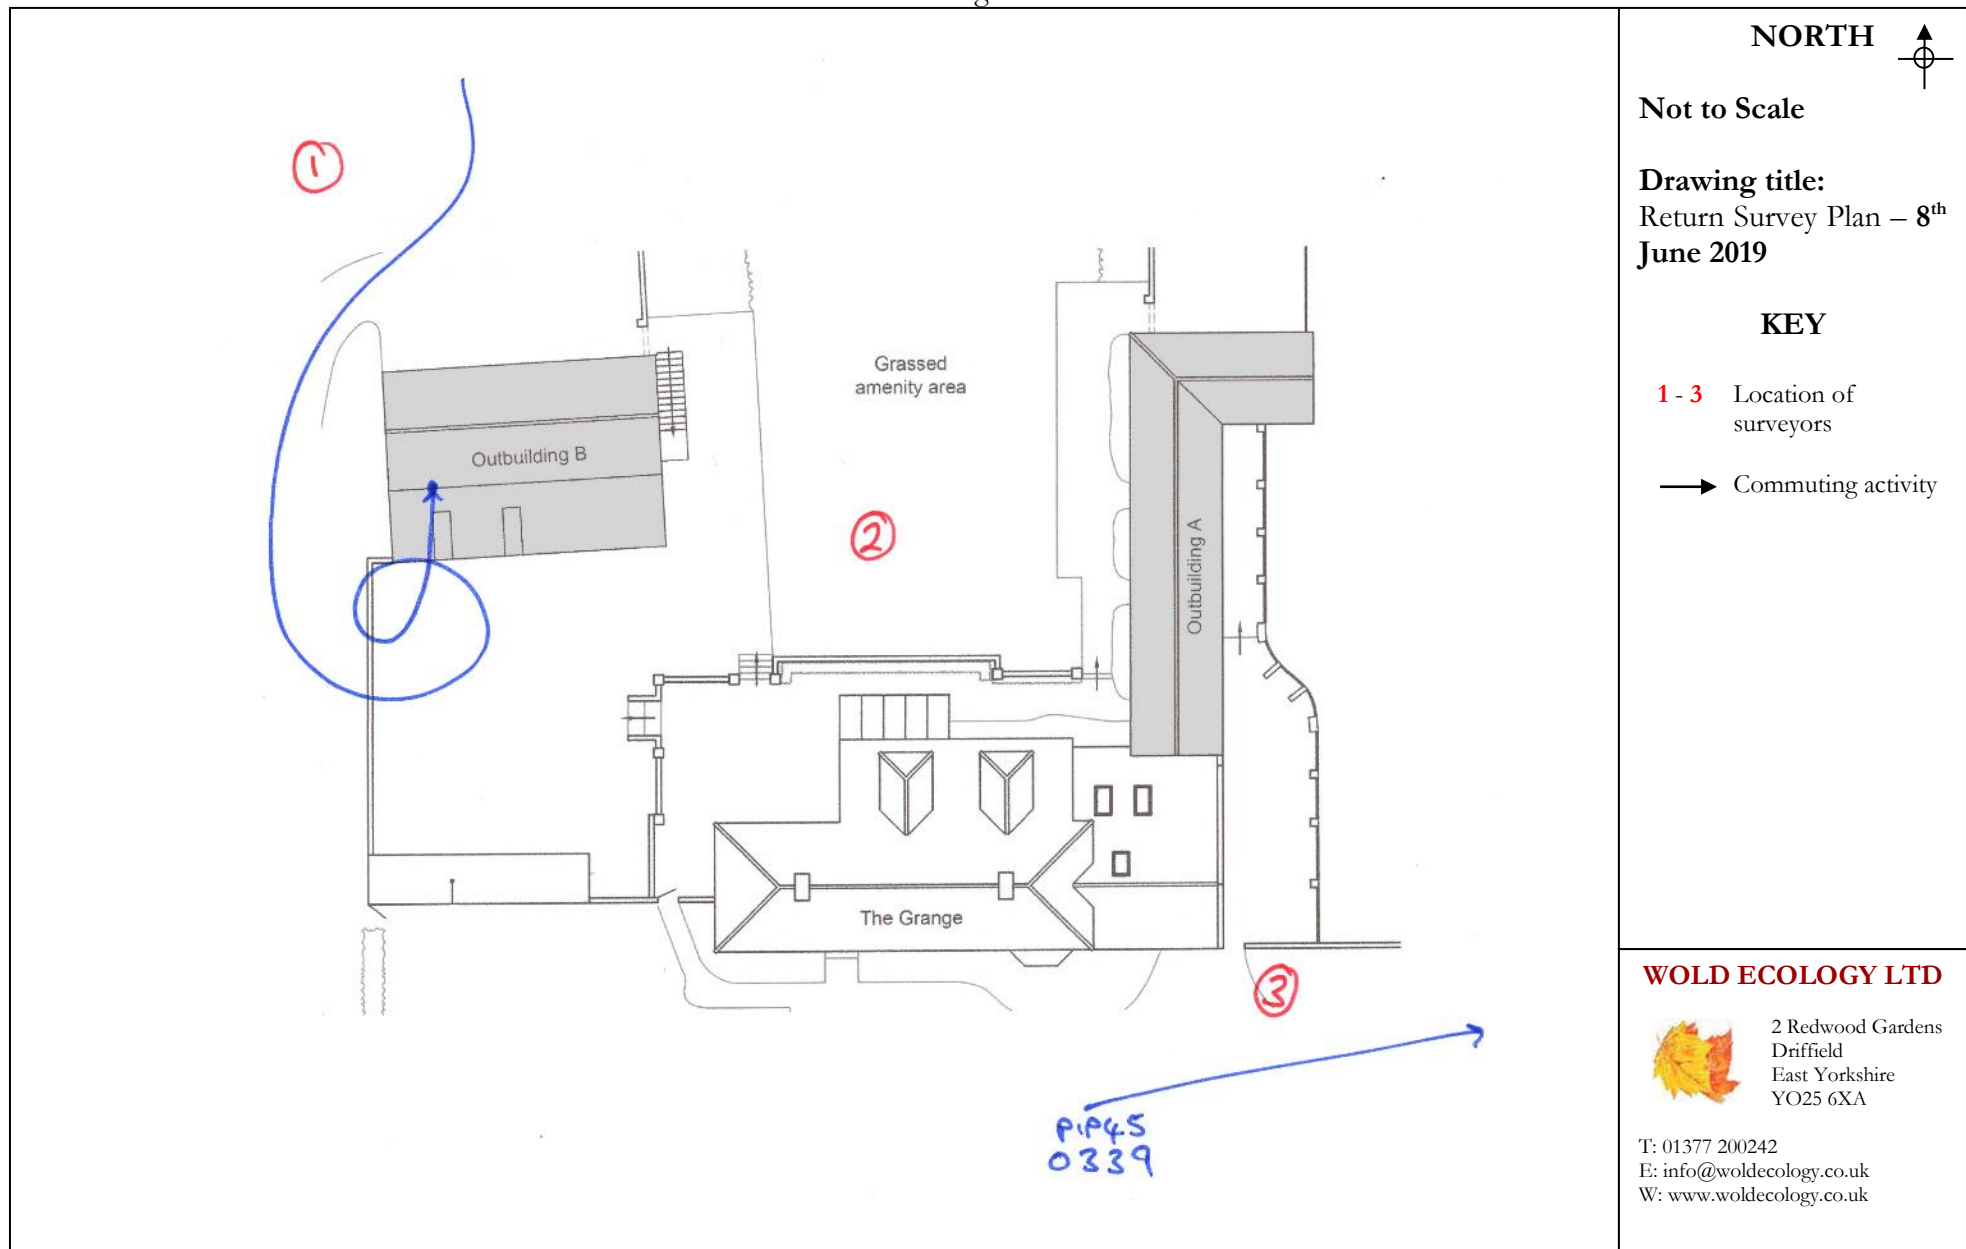 NORTH
Not to Scale
Drawing title:
Return Survey Plan – 8th
June 2019
KEY
1 - 3 Location of
surveyors
Commuting activity
1
Grassed
amenity area
Outbuilding B
2
Outbuilding A
The Grange
3
PIP45
0339
WOLD ECOLOGY LTD
2 Redwood Gardens
Driffield
East Yorkshire
YO25 6XA
T: 01377 200242
E: info@woldecology.co.uk
W: www.woldecology.co.uk